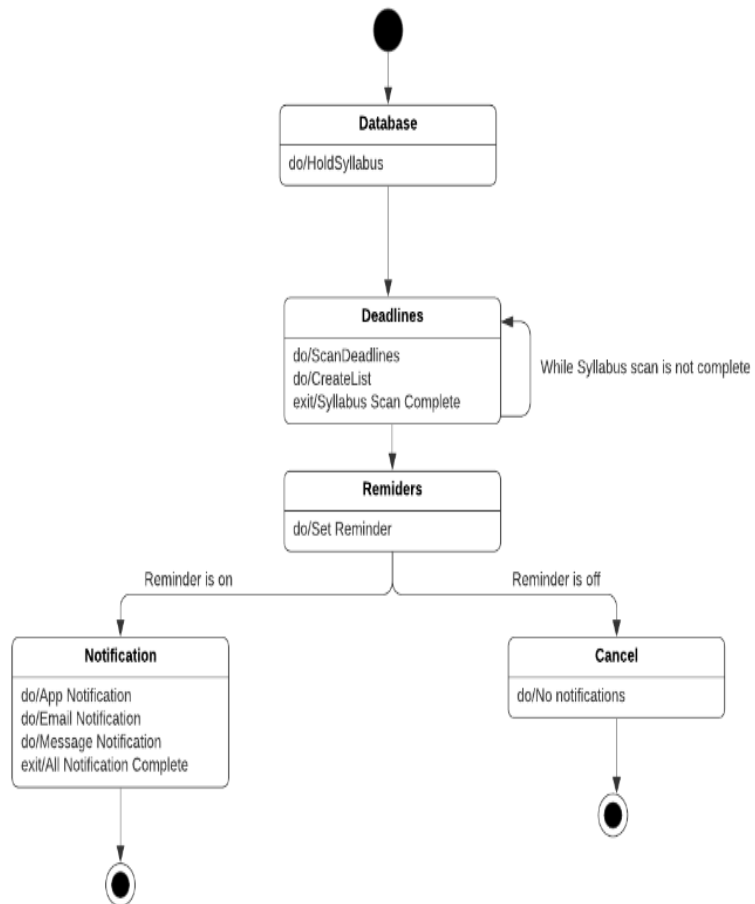 Database
do/HoldSyllabus
Deadlines
do/ScanDeadlines
do/CreateList
exit/Syllabus Scan Complete
While Syllabus scan is not complete
Remiders
do/Set Reminder
Reminder is on
Reminder is off
Notification
do/App Notification
do/Email Notification
do/Message Notification
exit/All Notification Complete
Cancel
do/No notifications